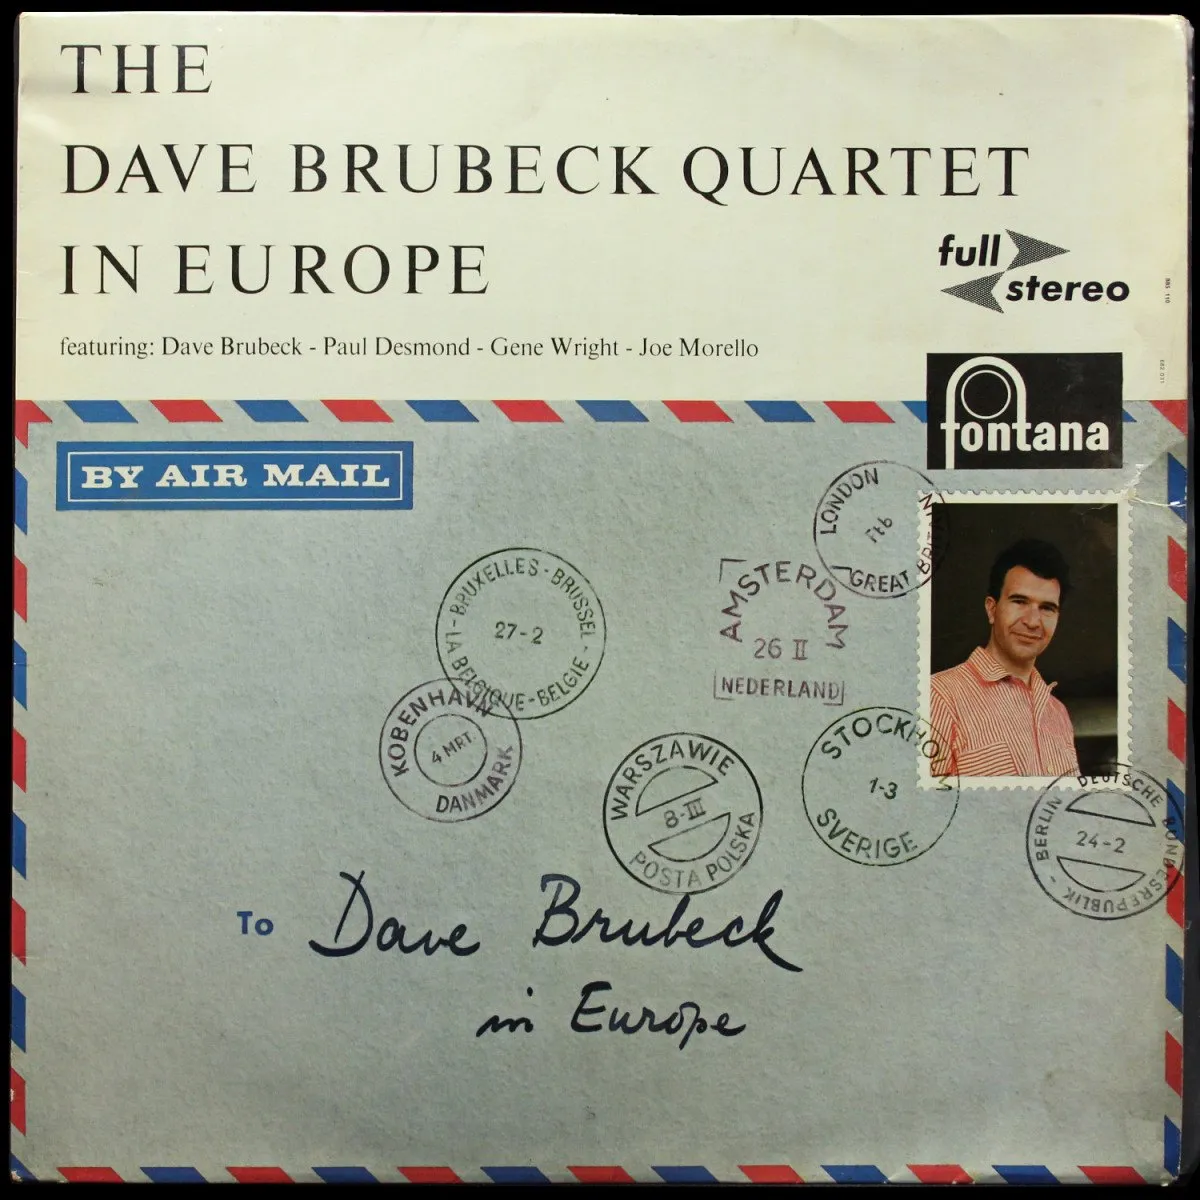 THE
DAVE BRUBECK QUARTET
IN EUROPE
full
stereo
featuring: Dave Brubeck - Paul Desmond - Gene Wright - Joe Morello
fontana
BY AIR MAIL
LONDON
GREAT
BRUXELLES - BRUSSEL
27-2
LA BELGIQUE - BELGIE -
AMSTERDAM
26 II
NEDERLAND
KOBENHAVN
4 MRT.
DANMARK
WARSZAWIE
8-III
POSTA POLSKA
STOCKHOLM
1-3
SVERIGE
DEUTSCHE BUNDESREPUBLIK - BERLIN
24-2
To Dave Brubeck
in Europe